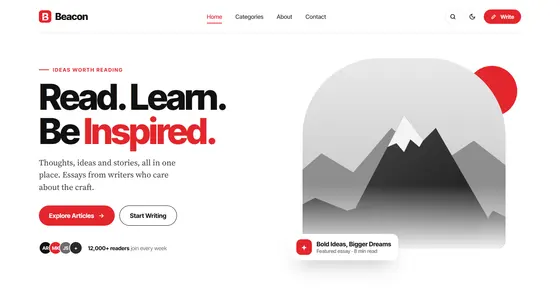 B Beacon
Home Categories About Contact
Write
IDEAS WORTH READING
Read. Learn.
Be Inspired.
Thoughts, ideas and stories, all in one
place. Essays from writers who care
about the craft.
Explore Articles →
Start Writing
JS +
12,000+ readers join every week
Bold Ideas, Bigger Dreams
Featured essay · 8 min read